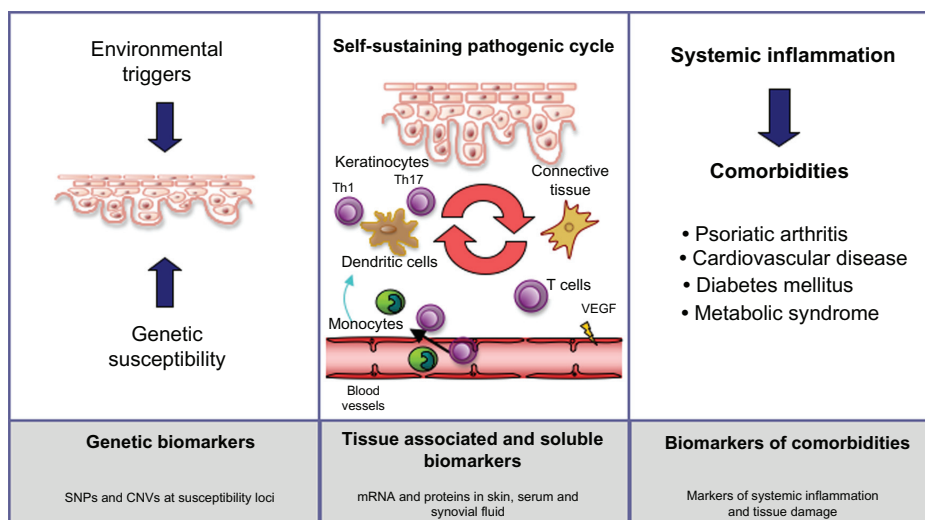 Environmental
triggers
Genetic
susceptibility
Genetic biomarkers
SNPs and CNVs at susceptibility loci
Self-sustaining pathogenic cycle
Keratinocytes
Th1
Th17
Connective
tissue
Dendritic cells
T cells
Monocytes
VEGF
Blood
vessels
Tissue associated and soluble
biomarkers
mRNA and proteins in skin, serum and
synovial fluid
Systemic inflammation
Comorbidities
• Psoriatic arthritis
• Cardiovascular disease
• Diabetes mellitus
• Metabolic syndrome
Biomarkers of comorbidities
Markers of systemic inflammation
and tissue damage